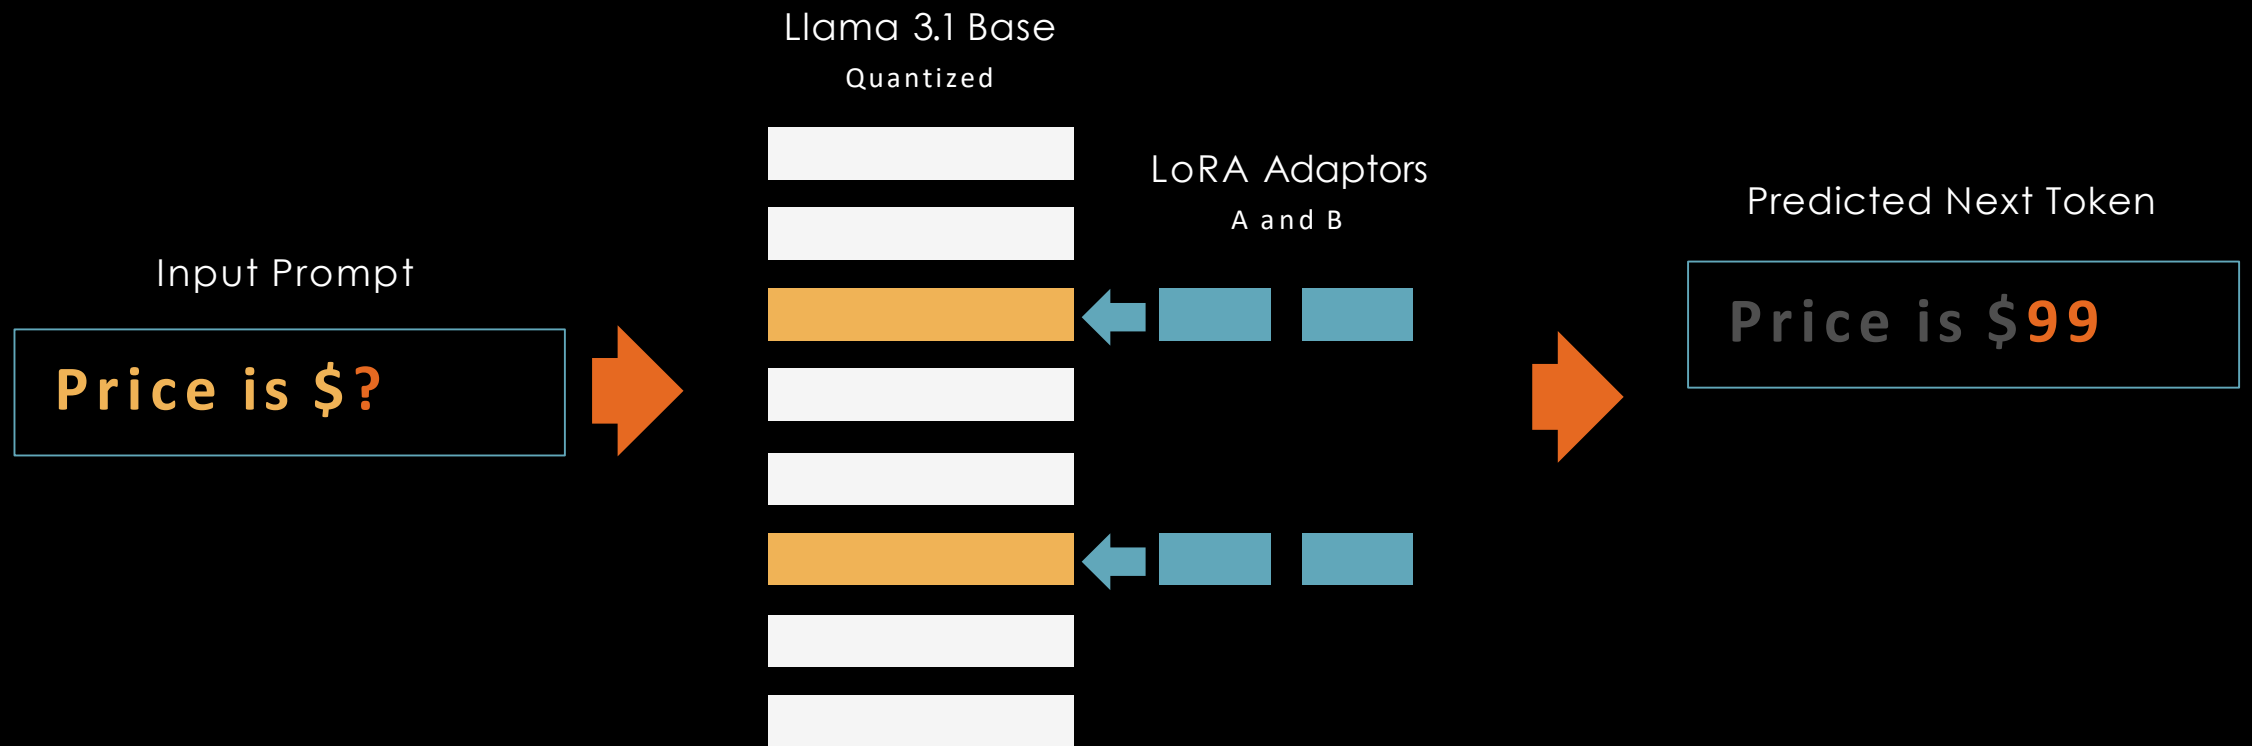 Llama 3.1 Base
Quantized
LoRA Adaptors
A and B
Predicted Next Token
Price is $99
Input Prompt
Price is $?